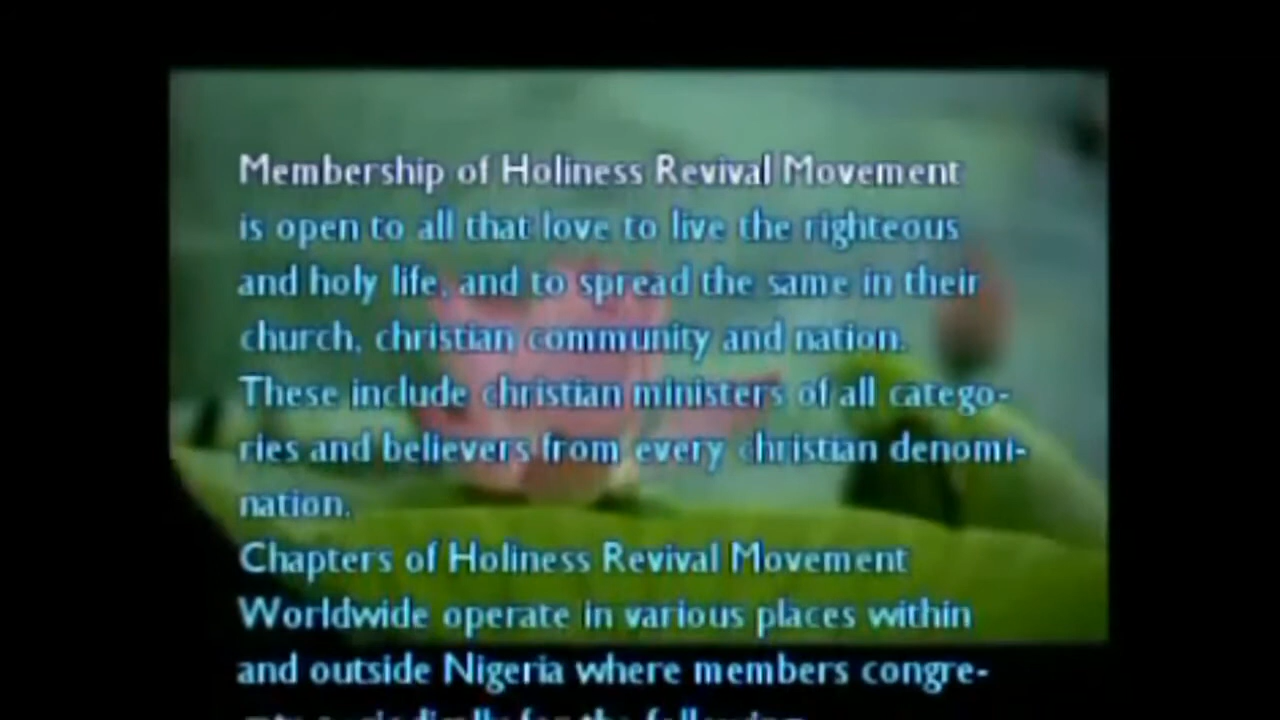 Membership of Holiness Revival Movement
is open to all that love to live the righteous
and holy life, and to spread the same in their
church, christian community and nation.
These include christian ministers of all catego-
ries and believers from every christian denomi-
nation.
Chapters of Holiness Revival Movement
Worldwide operate in various places within
and outside Nigeria where members congre-